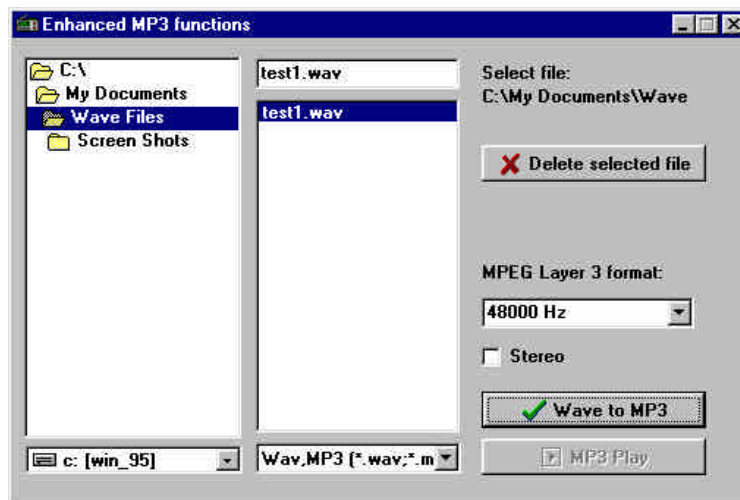 Enhanced MP3 functions
C:\
My Documents
Wave Files
Screen Shots
c: [win_95]
test1.wav
test1.wav
Wav,MP3 (*.wav;*.m
Select file:
C:\My Documents\Wave
Delete selected file
MPEG Layer 3 format:
48000 Hz
Stereo
Wave to MP3
MP3 Play